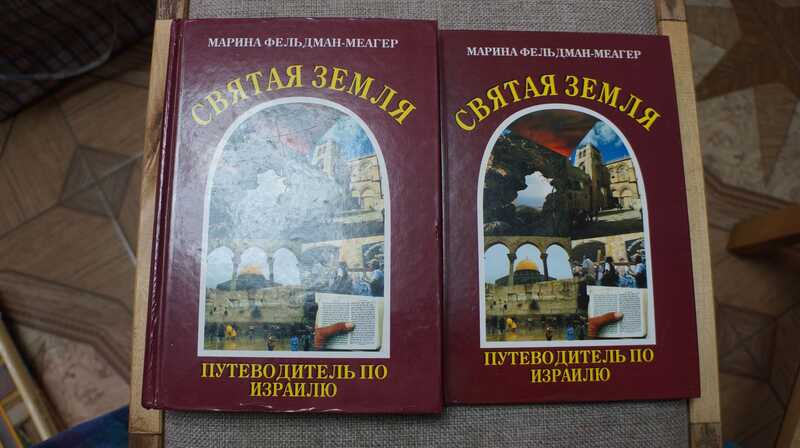 МАРИНА ФЕЛЬДМАН-МЕАГЕР
СВЯТАЯ ЗЕМЛЯ
ПУТЕВОДИТЕЛЬ ПО
ИЗРАИЛЮ
МАРИНА ФЕЛЬДМАН-МЕАГЕР
СВЯТАЯ ЗЕМЛЯ
ПУТЕВОДИТЕЛЬ ПО
ИЗРАИЛЮ